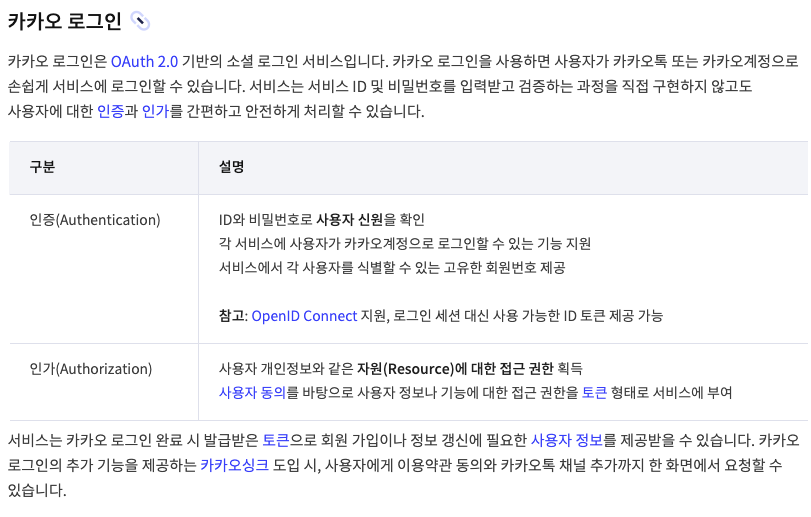 카카오 로그인
카카오 로그인은 OAuth 2.0 기반의 소셜 로그인 서비스입니다. 카카오 로그인을 사용하면 사용자가 카카오톡 또는 카카오계정으로
손쉽게 서비스에 로그인할 수 있습니다. 서비스는 서비스 ID 및 비밀번호를 입력받고 검증하는 과정을 직접 구현하지 않고도
사용자에 대한 인증과 인가를 간편하고 안전하게 처리할 수 있습니다.
구분 설명
인증(Authentication) ID와 비밀번호로 사용자 신원을 확인
각 서비스에 사용자가 카카오계정으로 로그인할 수 있는 기능 지원
서비스에서 각 사용자를 식별할 수 있는 고유한 회원번호 제공
참고: OpenID Connect 지원, 로그인 세션 대신 사용 가능한 ID 토큰 제공 가능
인가(Authorization) 사용자 개인정보와 같은 자원(Resource)에 대한 접근 권한 획득
사용자 동의를 바탕으로 사용자 정보나 기능에 대한 접근 권한을 토큰 형태로 서비스에 부여
서비스는 카카오 로그인 완료 시 발급받은 토큰으로 회원 가입이나 정보 갱신에 필요한 사용자 정보를 제공받을 수 있습니다. 카카오
로그인의 추가 기능을 제공하는 카카오싱크 도입 시, 사용자에게 이용약관 동의와 카카오톡 채널 추가까지 한 화면에서 요청할 수
있습니다.